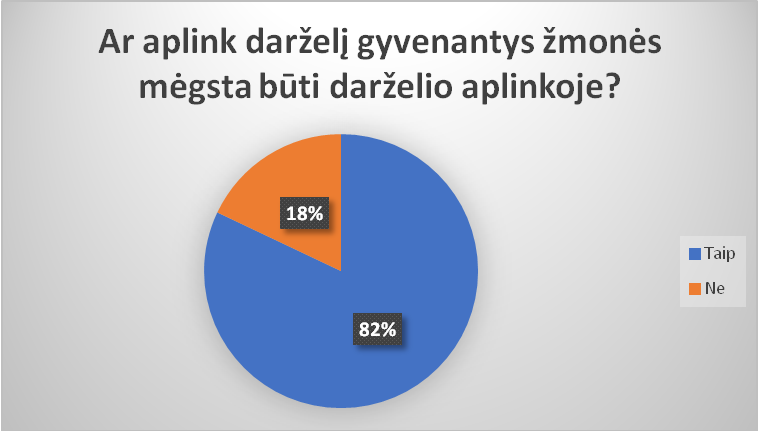 Ar aplink darželį gyvenantys žmonės
mėgsta būti darželio aplinkoje?
18%
82%
Taip
Ne